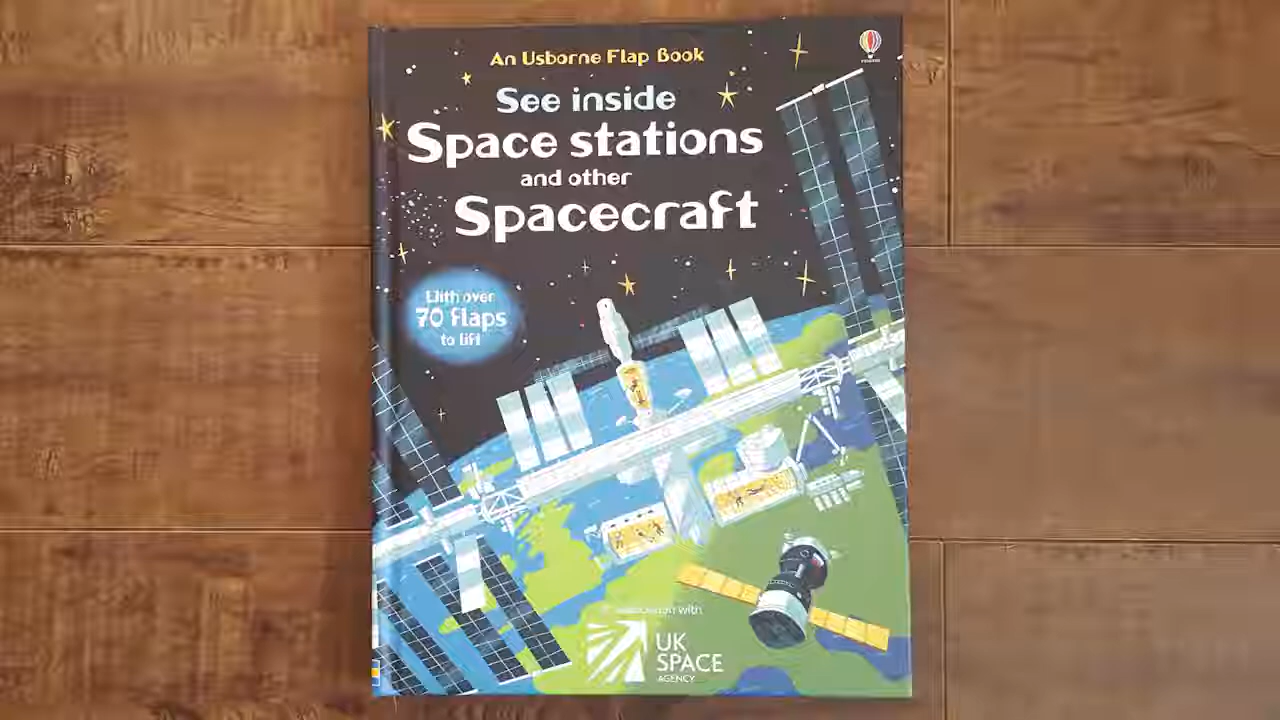 An Usborne Flap Book
See inside
Space stations
and other
Spacecraft
With over
70 flaps
to lift
association with
UK
SPACE
AGENCY